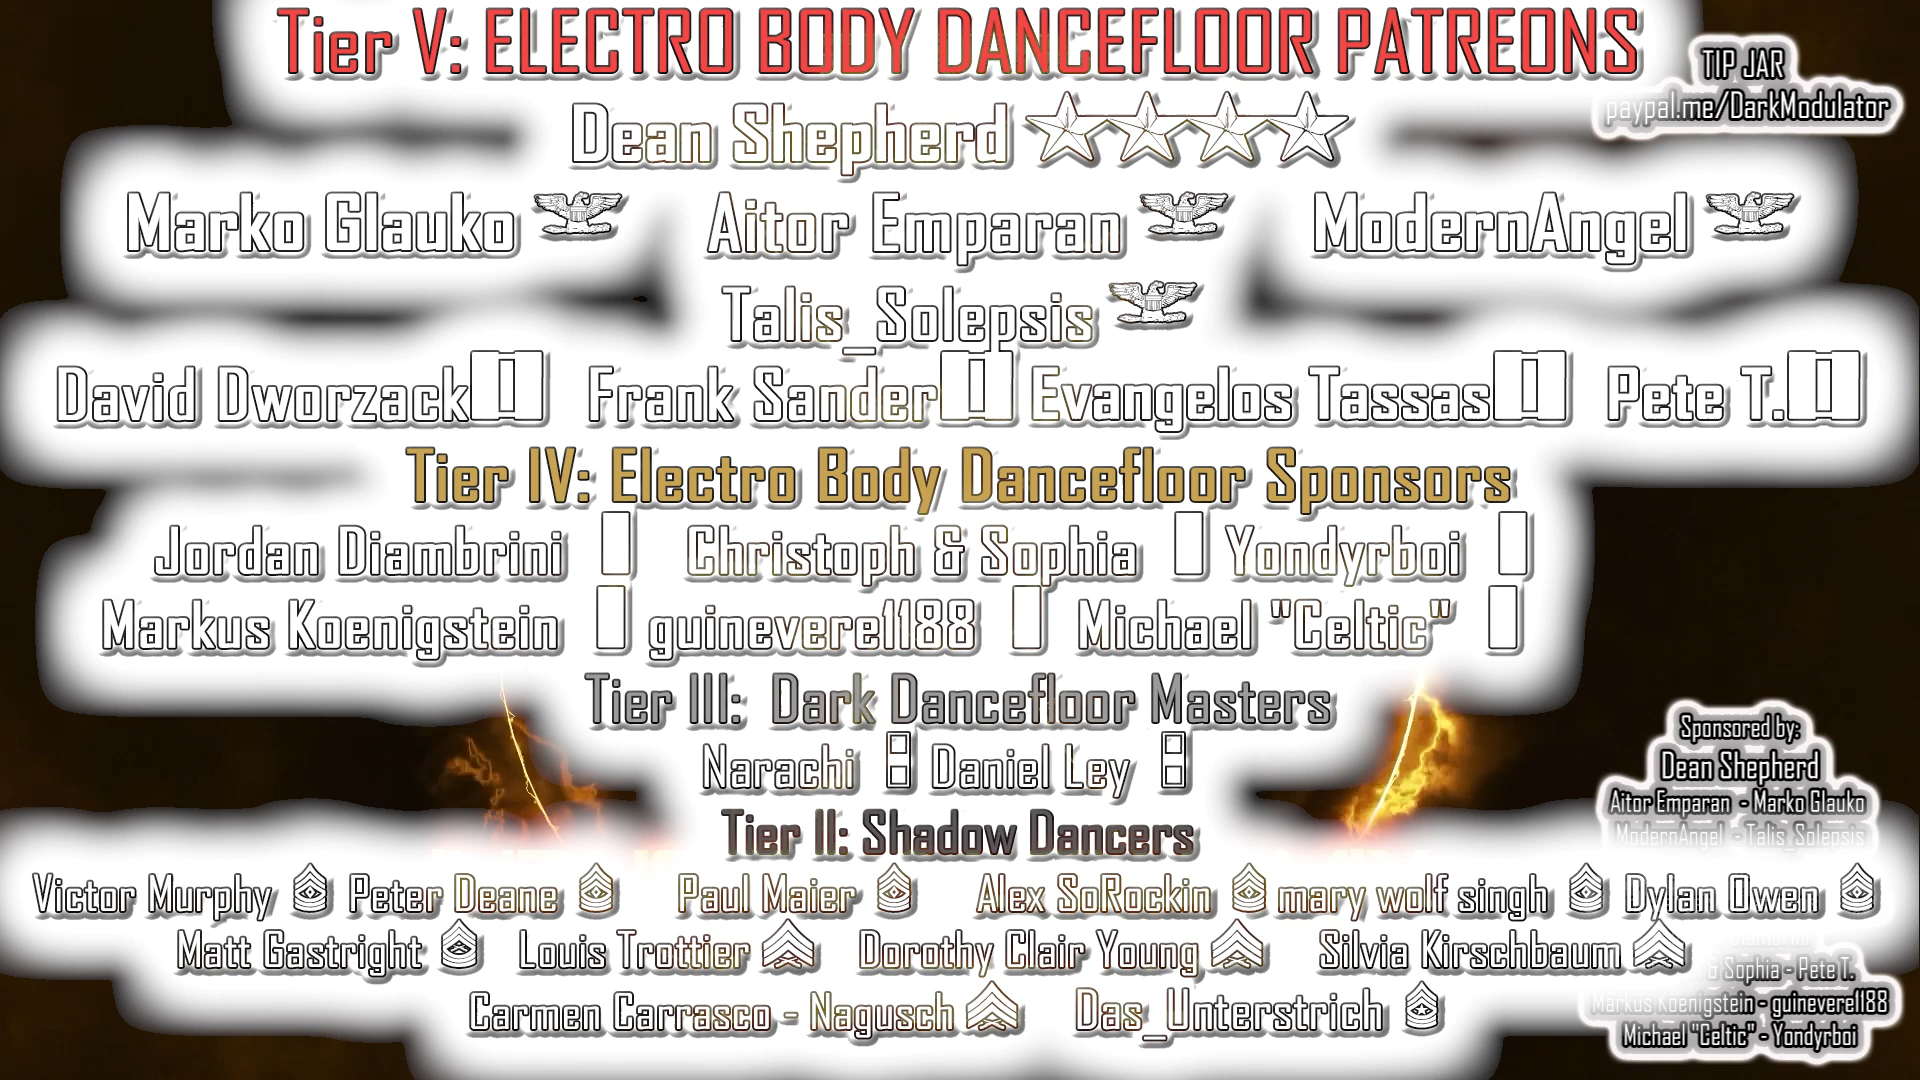 Tier V: ELECTRO BODY DANCEFLOOR PATREONS
TIP JAR
paypal.me/DarkModulator
Dean Shepherd
Marko Glauko Aitor Emparan ModernAngel
Talis_Solepsis
David Dworzack Frank Sander Evangelos Tassas Pete T.
Tier IV: Electro Body Dancefloor Sponsors
Jordan Diambrini Christoph & Sophia Yondyrboi
Markus Koenigstein guinevere1188 Michael "Celtic"
Tier III: Dark Dancefloor Masters
Narachi Daniel Ley
Tier II: Shadow Dancers
Victor Murphy Peter Deane Paul Maier Alex SoRockin mary wolf singh Dylan Owen
Matt Gastright Louis Trottier Dorothy Clair Young Silvia Kirschbaum
Carmen Carrasco - Nagusch Das_Unterstrich
Sponsored by:
Dean Shepherd
Aitor Emparan - Marko Glauko
ModernAngel - Talis_Solepsis
& Sophia - Pete T.
Markus Koenigstein - guinevere1188
Michael "Celtic" - Yondyrboi